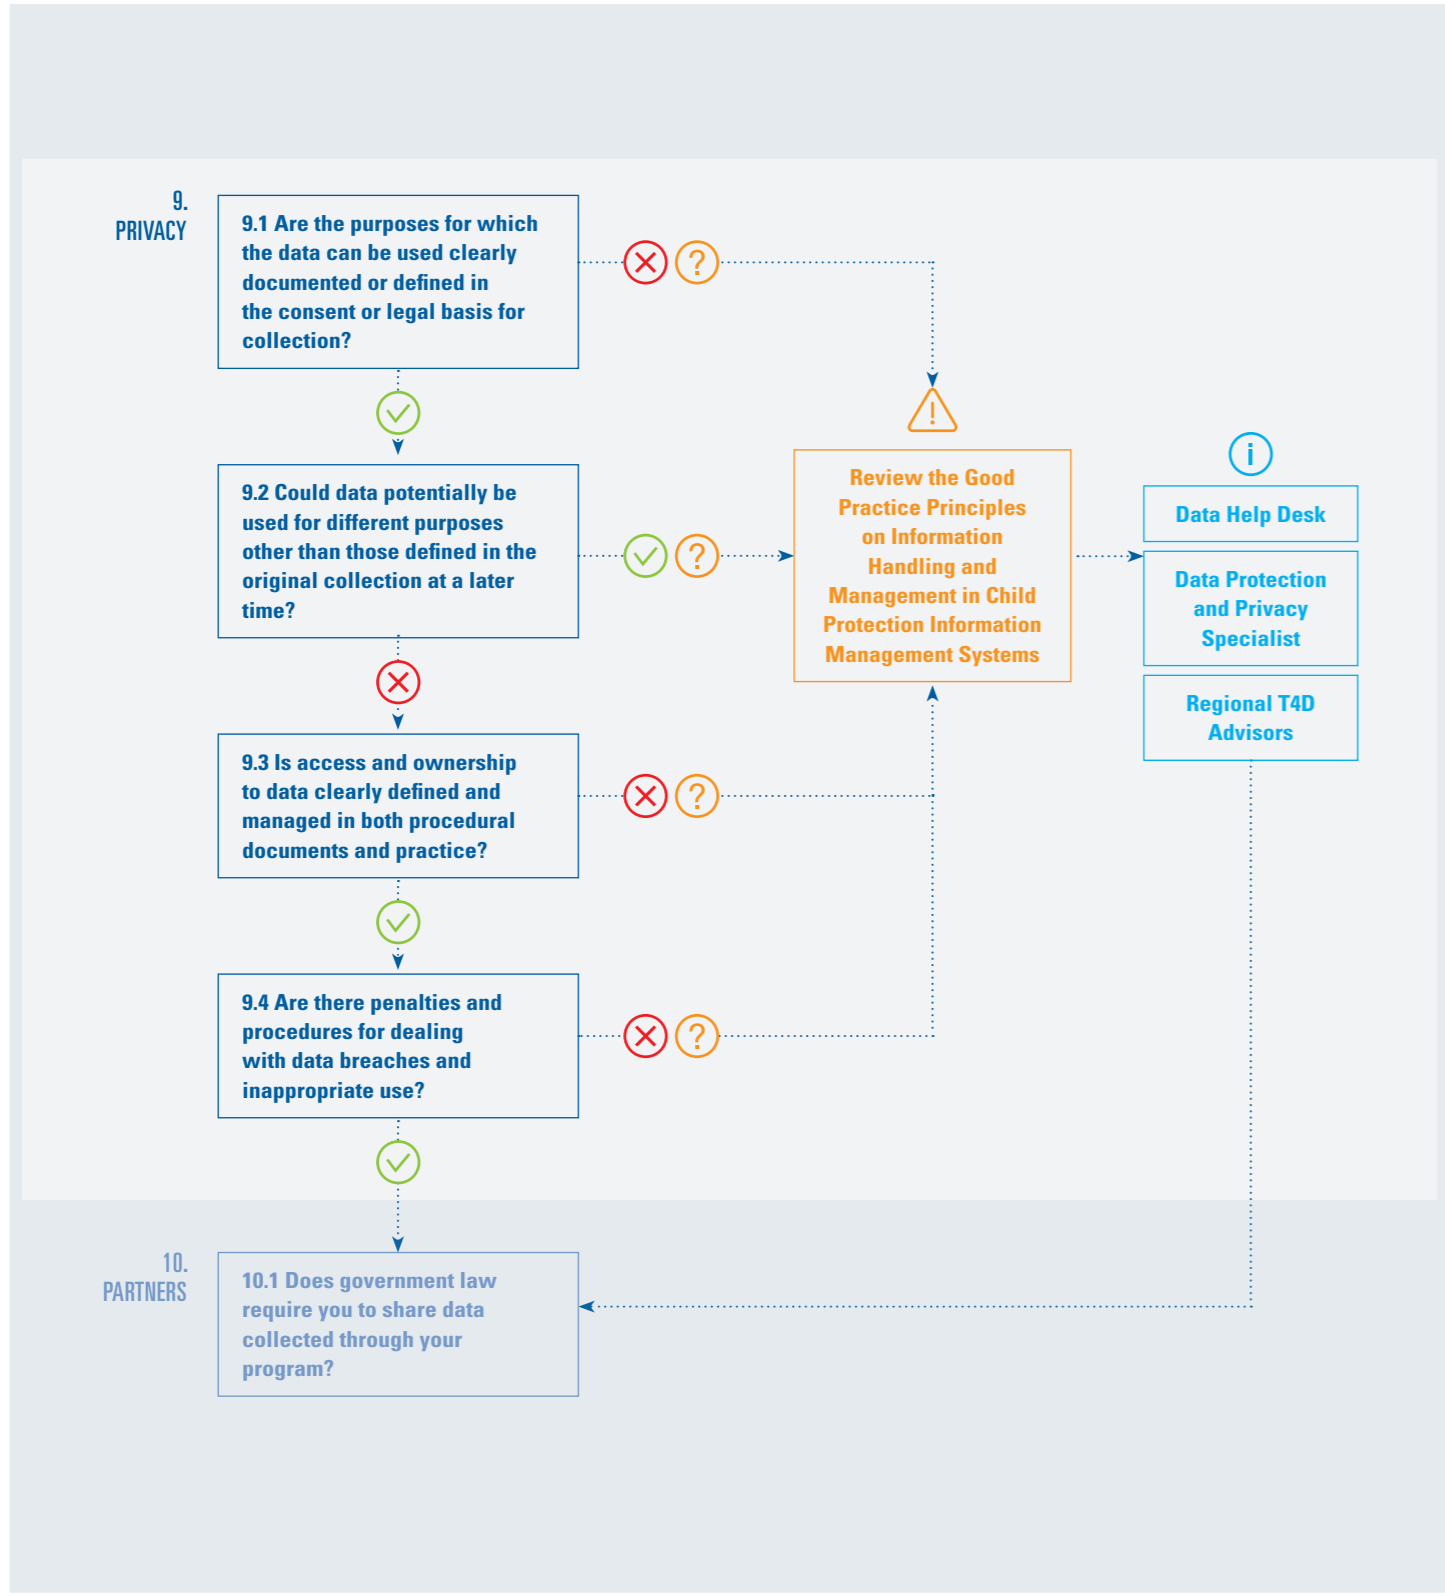 9.
PRIVACY
9.1 Are the purposes for which
the data can be used clearly
documented or defined in
the consent or legal basis for
collection?
9.2 Could data potentially be
used for different purposes
other than those defined in the
original collection at a later
time?
Review the Good
Practice Principles
on Information
Handling and
Management in Child
Protection Information
Management Systems
i
Data Help Desk
Data Protection
and Privacy
Specialist
Regional T4D
Advisors
9.3 Is access and ownership
to data clearly defined and
managed in both procedural
documents and practice?
9.4 Are there penalties and
procedures for dealing
with data breaches and
inappropriate use?
10.
PARTNERS
10.1 Does government law
require you to share data
collected through your
program?